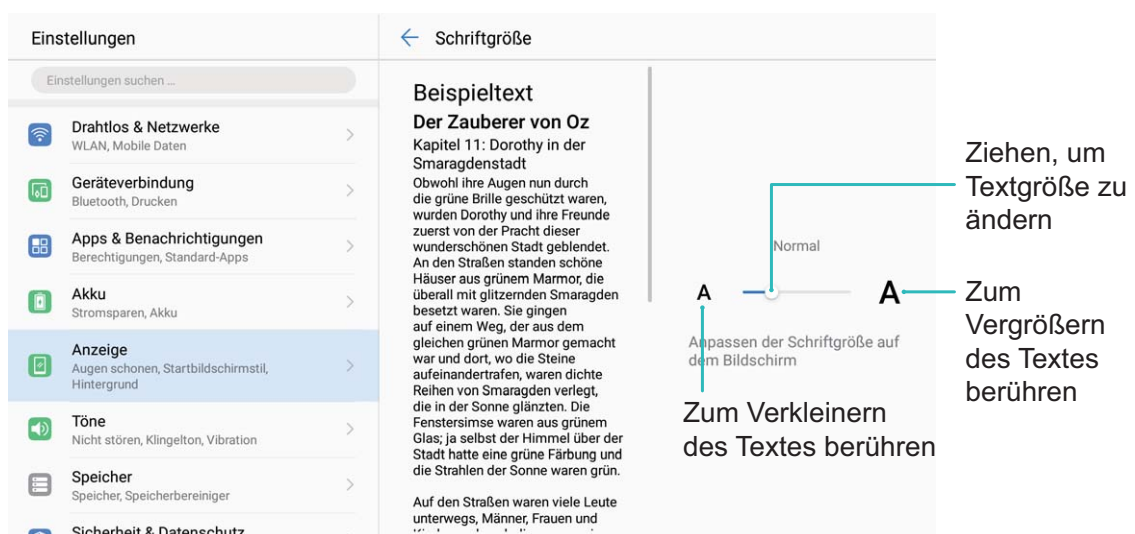 Einstellungen
Einstellungen suchen ...
Drahtlos & Netzwerke
WLAN, Mobile Daten
Geräteverbindung
Bluetooth, Drucken
Apps & Benachrichtigungen
Berechtigungen, Standard-Apps
Akku
Stromsparen, Akku
Anzeige
Augen schonen, Startbildschirmstil,
Hintergrund
Töne
Nicht stören, Klingelton, Vibration
Speicher
Speicher, Speicherbereiniger
Sicherheit & Datenschutz
Schriftgröße
Beispieltext
Der Zauberer von Oz
Kapitel 11: Dorothy in der
Smaragdenstadt
Obwohl ihre Augen nun durch
die grüne Brille geschützt waren,
wurden Dorothy und ihre Freunde
zuerst von der Pracht dieser
wunderschönen Stadt geblendet.
An den Straßen standen schöne
Häuser aus grünem Marmor, die
überall mit glitzernden Smaragden
besetzt waren. Sie gingen
auf einem Weg, der aus dem
gleichen grünen Marmor gemacht
war und dort, wo die Steine
aufeinandertrafen, waren dichte
Reihen von Smaragden verlegt,
die in der Sonne glänzten. Die
Fenstersimse waren aus grünem
Glas; ja selbst der Himmel über der
Stadt hatte eine grüne Färbung und
die Strahlen der Sonne waren grün.
Auf den Straßen waren viele Leute
unterwegs, Männer, Frauen und
Normal
A
A
Anpassen der Schriftgröße auf
dem Bildschirm
Zum Verkleinern
des Textes berühren
Ziehen, um
Textgröße zu
ändern
Zum
Vergrößern
des Textes
berühren